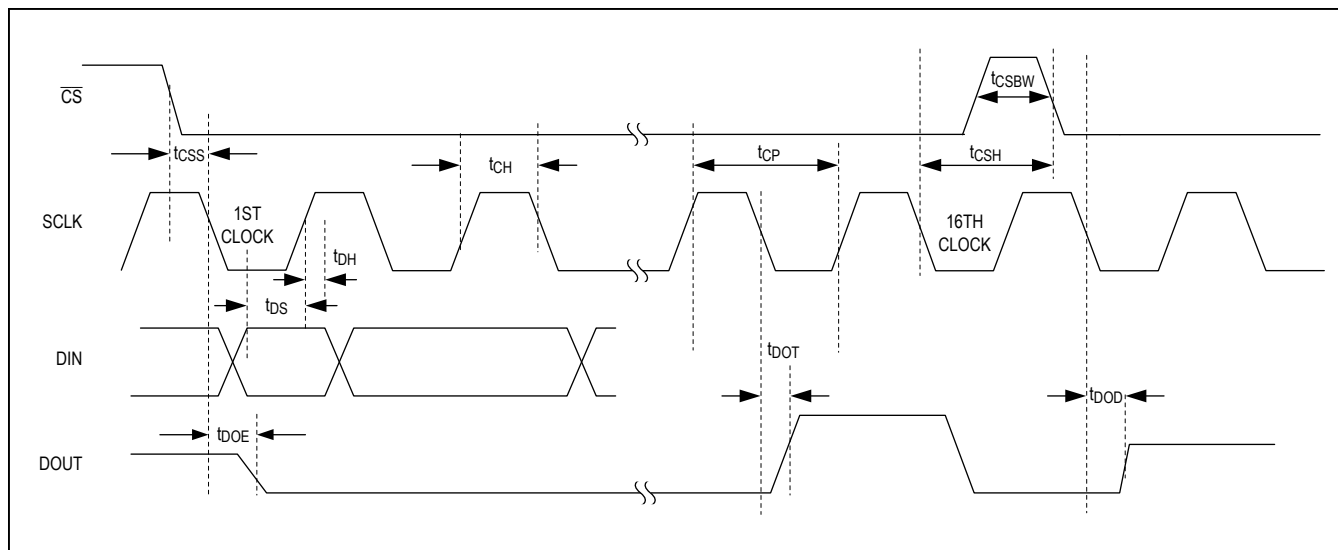 CS
tCSBW
tCSS
tCH
tCP
tCSH
SCLK
1ST
CLOCK
16TH
CLOCK
tDH
tDS
DIN
tDOT
tDOD
tDOE
DOUT